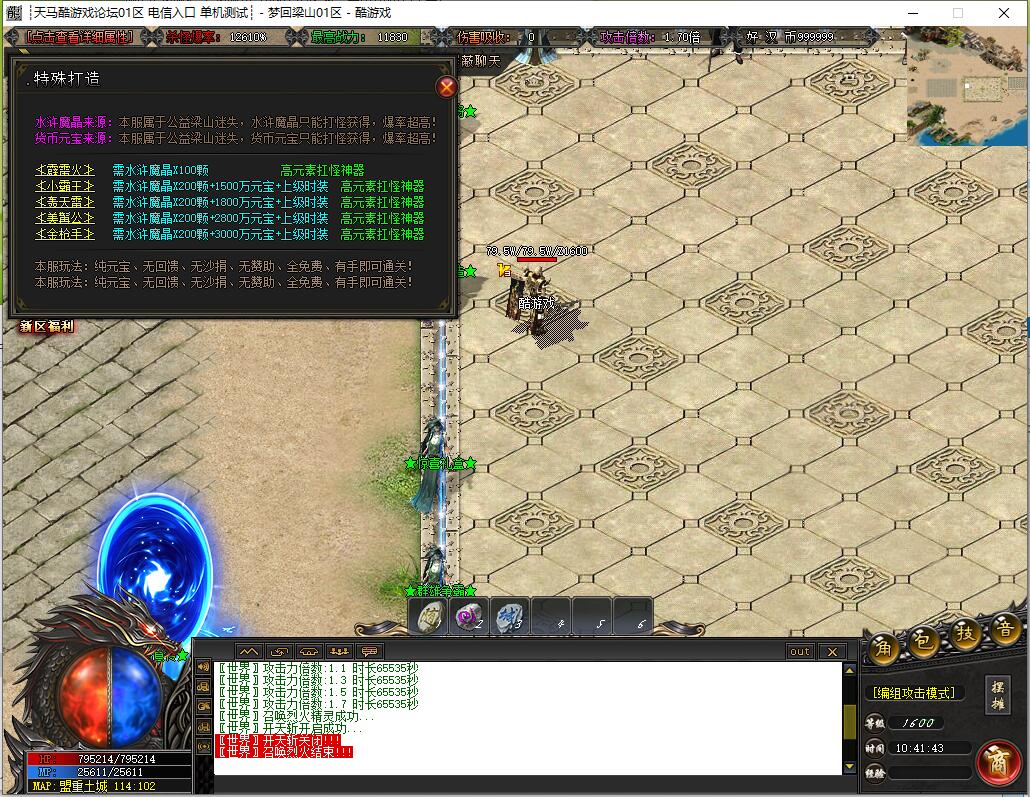 天马酷游戏论坛01区 电信入口 单机测试 - 梦回梁山01区 - 酷游戏
[点击查看详细属性] 杀怪爆率: 12610% 最高战力: 11830 伤害吸收: 0 攻击倍数: 1.70倍 好 汉 币999999
蔽聊天
.特殊打造
水浒魔晶来源: 本服属于公益梁山迷失, 水浒魔晶只能打怪获得, 爆率超高!
货币元宝来源: 本服属于公益梁山迷失, 货币元宝只能打怪获得, 爆率超高!
<霹雳火> 需水浒魔晶X100颗 高元素扛怪神器
<小霸王> 需水浒魔晶X200颗+1500万元宝+上级时装 高元素扛怪神器
<轰天雷> 需水浒魔晶X200颗+1800万元宝+上级时装 高元素扛怪神器
<美髯公> 需水浒魔晶X200颗+2800万元宝+上级时装 高元素扛怪神器
<金枪手> 需水浒魔晶X200颗+3000万元宝+上级时装 高元素扛怪神器
本服玩法: 纯元宝、无回馈、无沙捐、无赞助、全免费、有手即可通关!
本服玩法: 纯元宝、无回馈、无沙捐、无赞助、全免费、有手即可通关!
79.5W/79.5W/Z1600
酷游戏
新区福利
★惊喜礼盒★
★群雄争霸★
1 2 3 4 5 6
out X
【世界】攻击力倍数:1.1 时长65535秒
【世界】攻击力倍数:1.3 时长65535秒
【世界】攻击力倍数:1.5 时长65535秒
【世界】攻击力倍数:1.7 时长65535秒
【世界】召唤烈火精灵成功...
【世界】开天斩开启成功...
【世界】开天斩关闭!!!
【世界】召唤烈火结束!!!
角 包 技 音
[编组攻击模式]
摆摊
等级 1600
时间 10:41:43
经验
商
HP: 795214/795214
MP: 25611/25611
MAP: 盟重土城 114:102